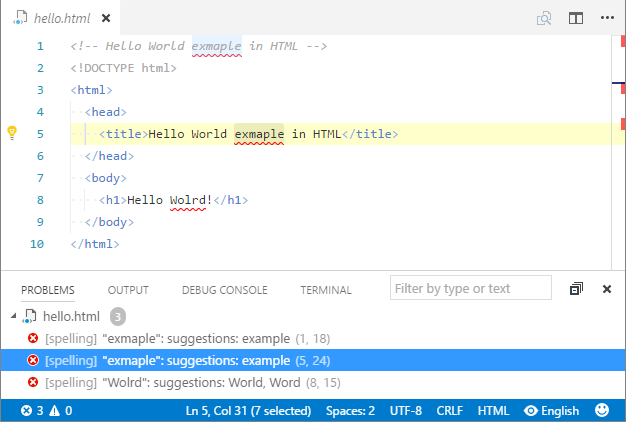 hello.html
1 <!-- Hello World exmaple in HTML -->
2 <!DOCTYPE html>
3 <html>
4 <head>
5 <title>Hello World exmaple in HTML</title>
6 </head>
7 <body>
8 <h1>Hello Wolrd!</h1>
9 </body>
10 </html>
PROBLEMS OUTPUT DEBUG CONSOLE TERMINAL Filter by type or text
hello.html 3
[spelling] "exmaple": suggestions: example (1, 18)
[spelling] "exmaple": suggestions: example (5, 24)
[spelling] "Wolrd": suggestions: World, Word (8, 15)
3 0 Ln 5, Col 31 (7 selected) Spaces: 2 UTF-8 CRLF HTML English